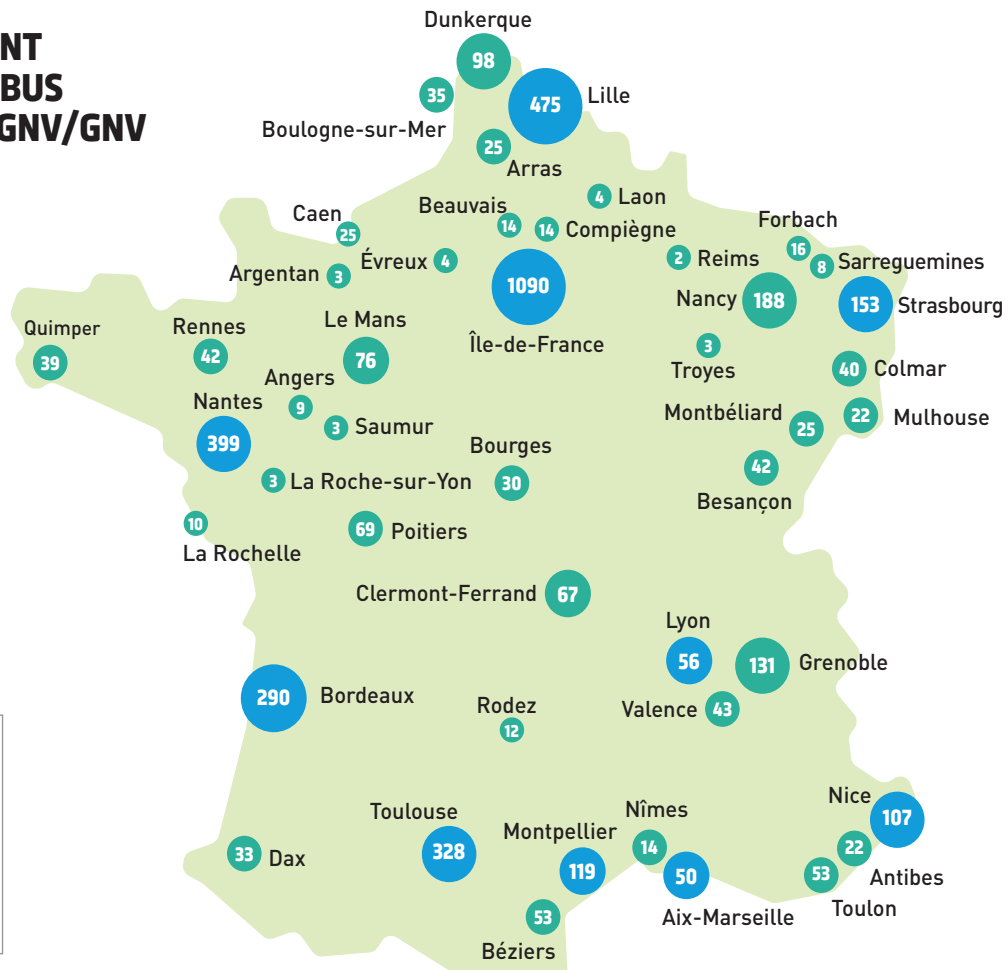 NT
BUS
GNV/GNV
Dunkerque
98
35
Boulogne-sur-Mer
475
Lille
25
Arras
4
Laon
Beauvais
14
14
Compiègne
Caen
25
Argentan
3
Évreux
4
1090
Île-de-France
Forbach
16
8
Sarreguemines
2
Reims
Nancy
188
153
Strasbourg
Quimper
39
Rennes
42
Le Mans
76
3
Troyes
40
Colmar
Angers
9
Nantes
399
3
Saumur
Montbéliard
25
22
Mulhouse
Bourges
30
42
Besançon
3
La Roche-sur-Yon
10
La Rochelle
69
Poitiers
Clermont-Ferrand
67
Lyon
56
131
Grenoble
290
Bordeaux
Rodez
12
Valence
43
Nice
107
Toulouse
328
Montpellier
119
Nîmes
14
50
Aix-Marseille
22
Antibes
53
Toulon
33
Dax
53
Béziers